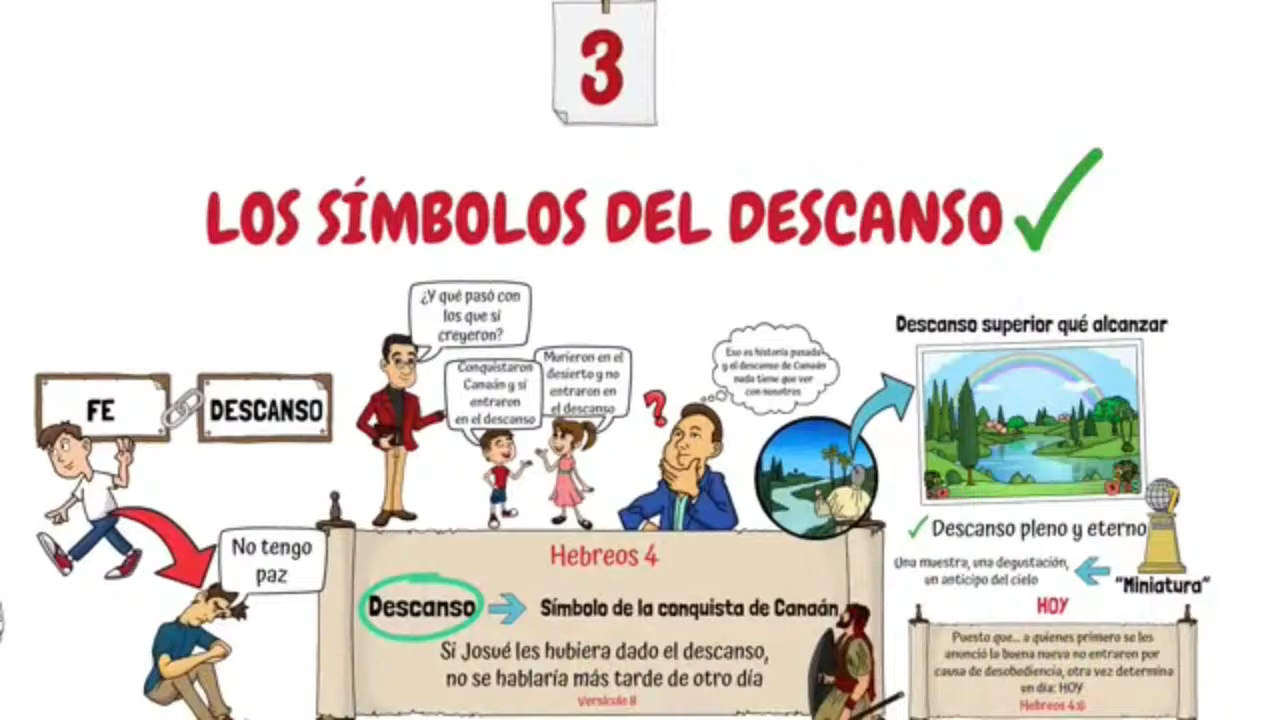 3
LOS SÍMBOLOS DEL DESCANSO
¿Y qué pasó con
los que sí
creyeron?
Conquistaron
Canaán y sí
entraron
en el descanso
Murieron en el
desierto y no
entraron en
el descanso
Eso es historia pasada
y el descanso de Canaán
nada tiene que ver
con nosotros
FE
DESCANSO
No tengo
paz
Hebreos 4
Descanso
Símbolo de la conquista de Canaán
Si Josué les hubiera dado el descanso,
no se hablaría más tarde de otro día
Versículo 8
Descanso superior qué alcanzar
Descanso pleno y eterno
Una muestra, una degustación,
un anticipo del cielo
"Miniatura"
HOY
Puesto que... a quienes primero se les
anunció la buena nueva no entraron por
causa de desobediencia, otra vez determina
un día: HOY
Hebreos 4:6